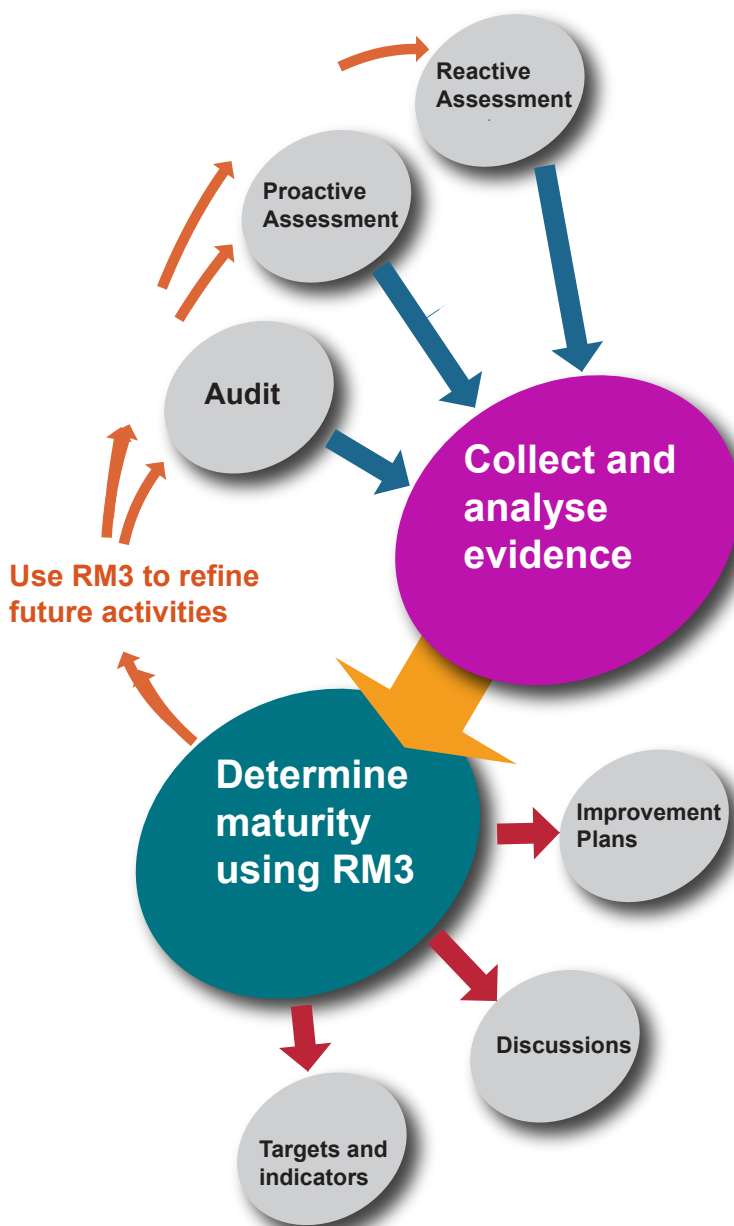 Reactive
Assessment
Proactive
Assessment
Audit
Collect and
analyse
evidence
Use RM3 to refine
future activities
Determine
maturity
using RM3
Improvement
Plans
Discussions
Targets and
indicators